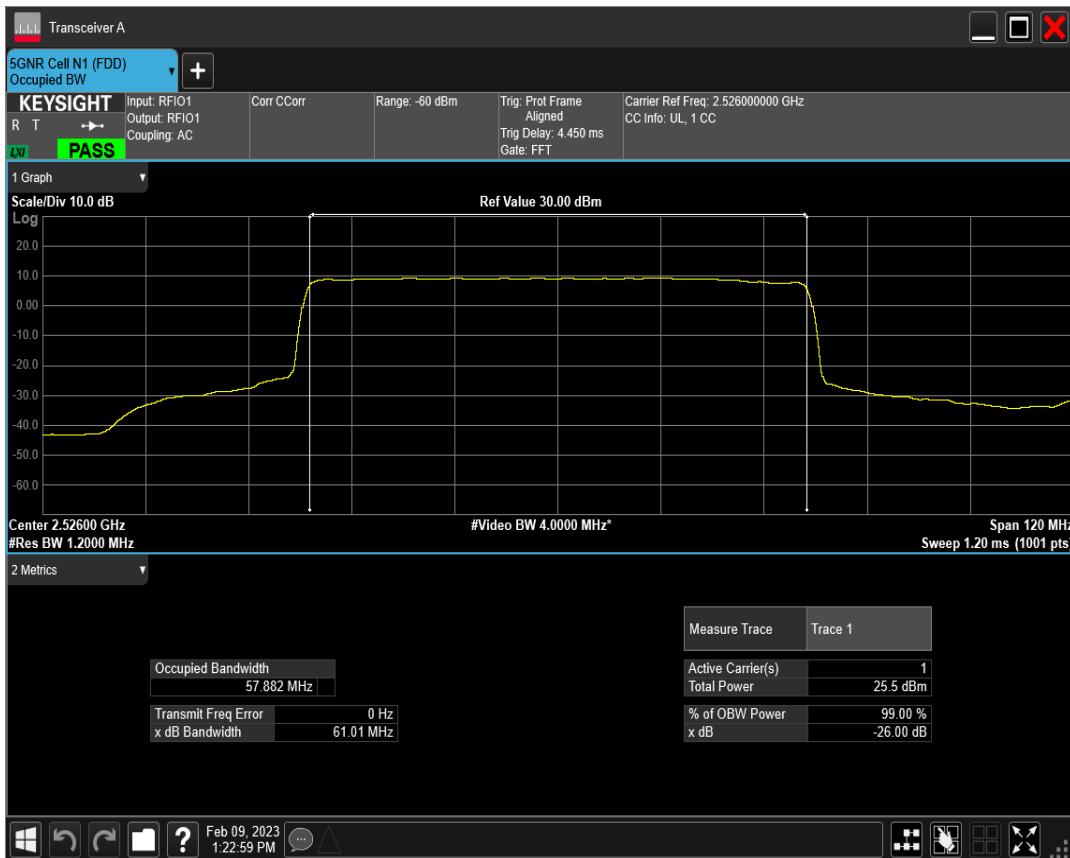 Transceiver A
5GNR Cell N1 (FDD)
Occupied BW
+
KEYSIGHT
R T
LXI
PASS
Input: RFIO1
Output: RFIO1
Coupling: AC
Corr CCorr
Range: -60 dBm
Trig: Prot Frame
Aligned
Trig Delay: 4.450 ms
Gate: FFT
Carrier Ref Freq: 2.526000000 GHz
CC Info: UL, 1 CC
1 Graph
Scale/Div 10.0 dB
Ref Value 30.00 dBm
Log
20.0
10.0
0.00
-10.0
-20.0
-30.0
-40.0
-50.0
-60.0
Center 2.52600 GHz
#Video BW 4.0000 MHz*
Span 120 MHz
#Res BW 1.2000 MHz
Sweep 1.20 ms (1001 pts)
2 Metrics
Measure Trace Trace 1
Occupied Bandwidth
57.882 MHz
Active Carrier(s) 1
Total Power 25.5 dBm
Transmit Freq Error 0 Hz
x dB Bandwidth 61.01 MHz
% of OBW Power 99.00 %
x dB -26.00 dB
?
Feb 09, 2023
1:22:59 PM